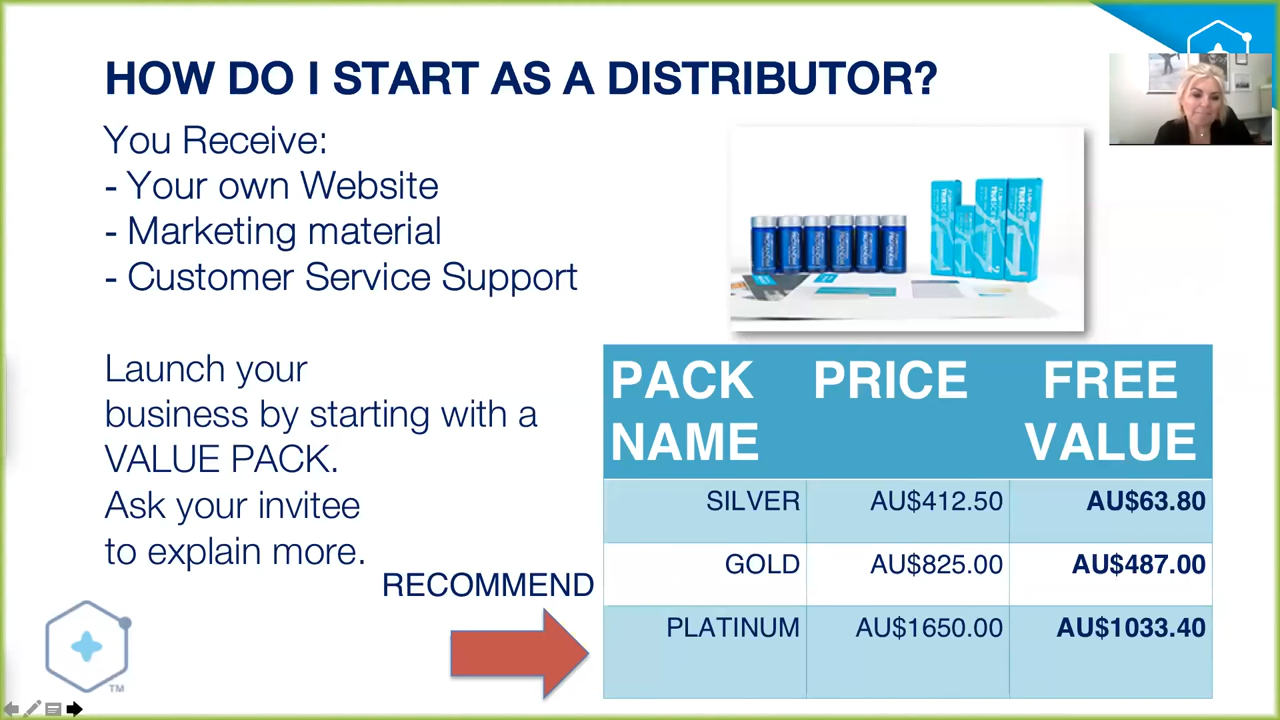 HOW DO I START AS A DISTRIBUTOR?
You Receive:
- Your own Website
- Marketing material
- Customer Service Support
Launch your
business by starting with a
VALUE PACK.
Ask your invitee
to explain more.
RECOMMEND
PACK NAME PRICE FREE VALUE
SILVER AU$412.50 AU$63.80
GOLD AU$825.00 AU$487.00
PLATINUM AU$1650.00 AU$1033.40
TM